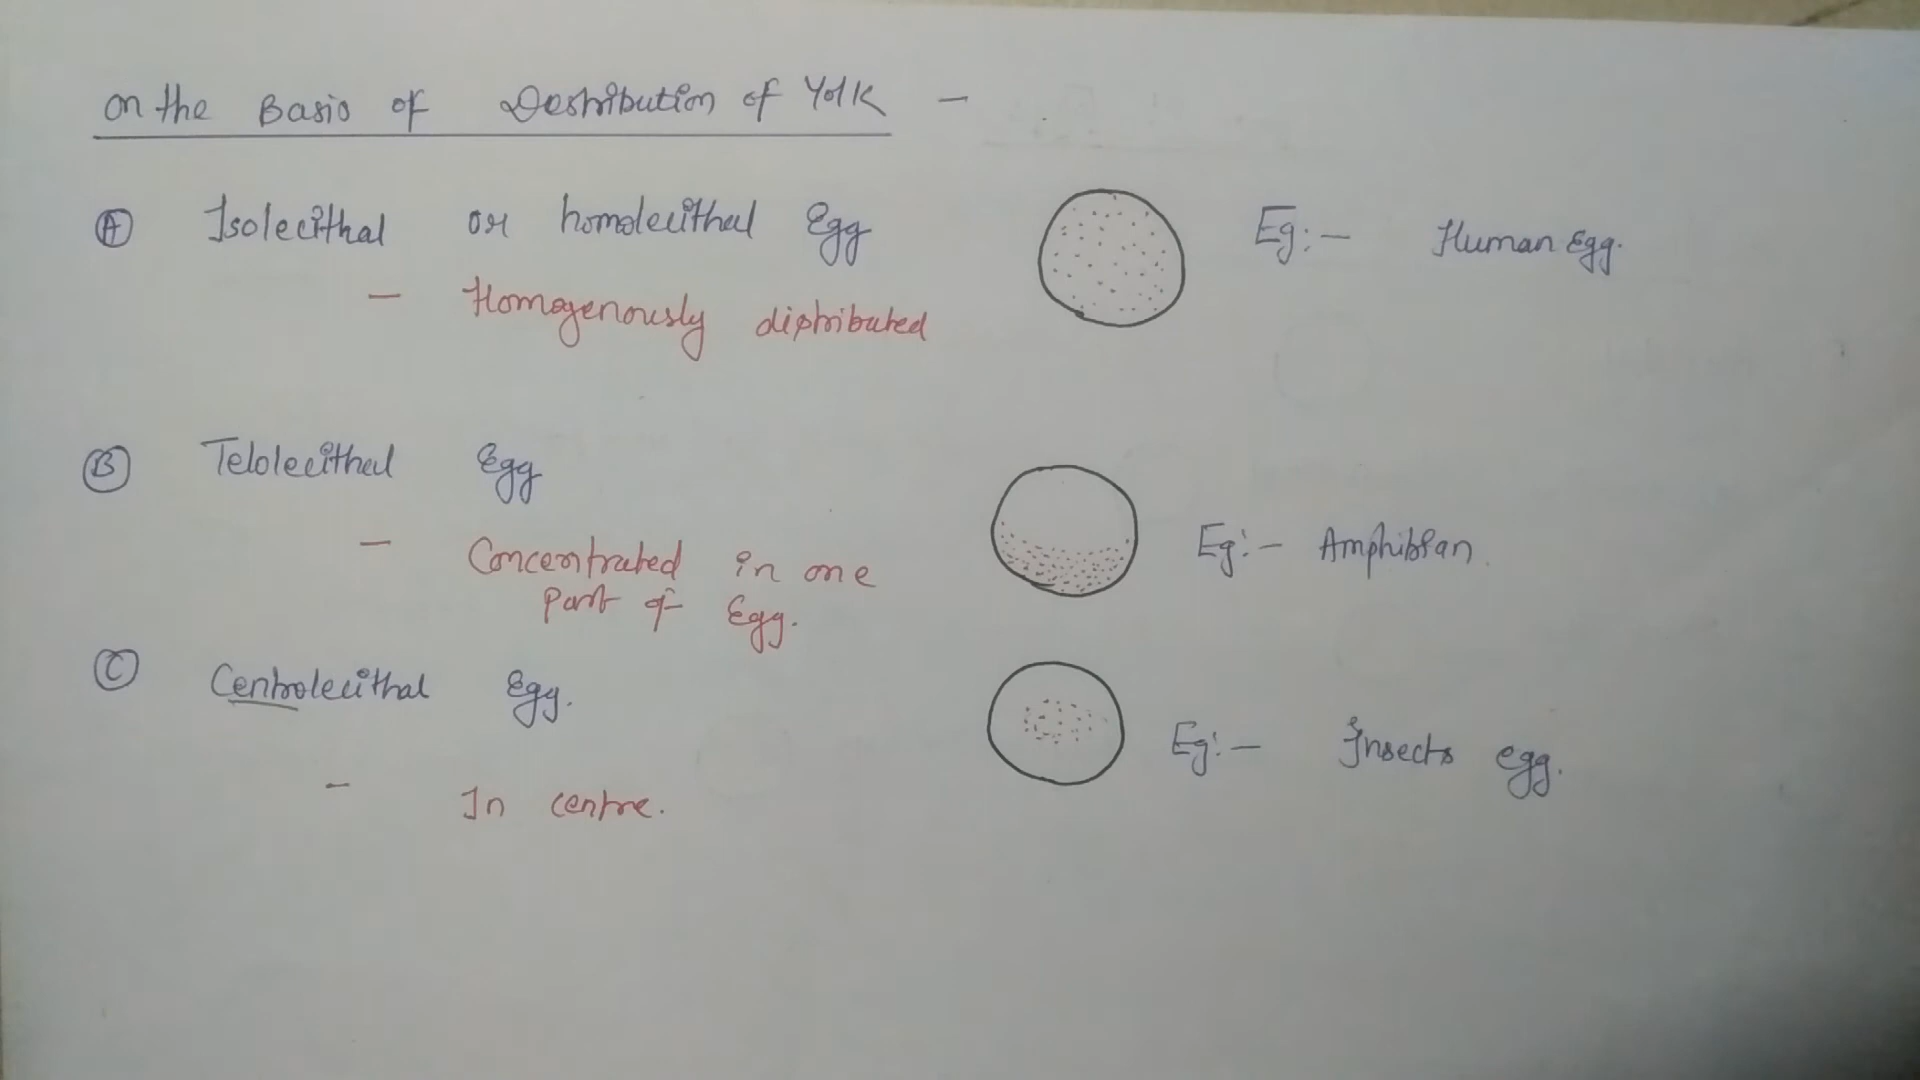 on the Basis of Destribution of Yolk -
A Isolecithal or homolecithal Egg Eg:- Human Egg.
- Homogenously distributed
B Telolecithal Egg
- Concentrated in one Eg:- Amphibian.
part of Egg.
C Centrolecithal Egg.
Eg:- Insects egg.
- In centre.